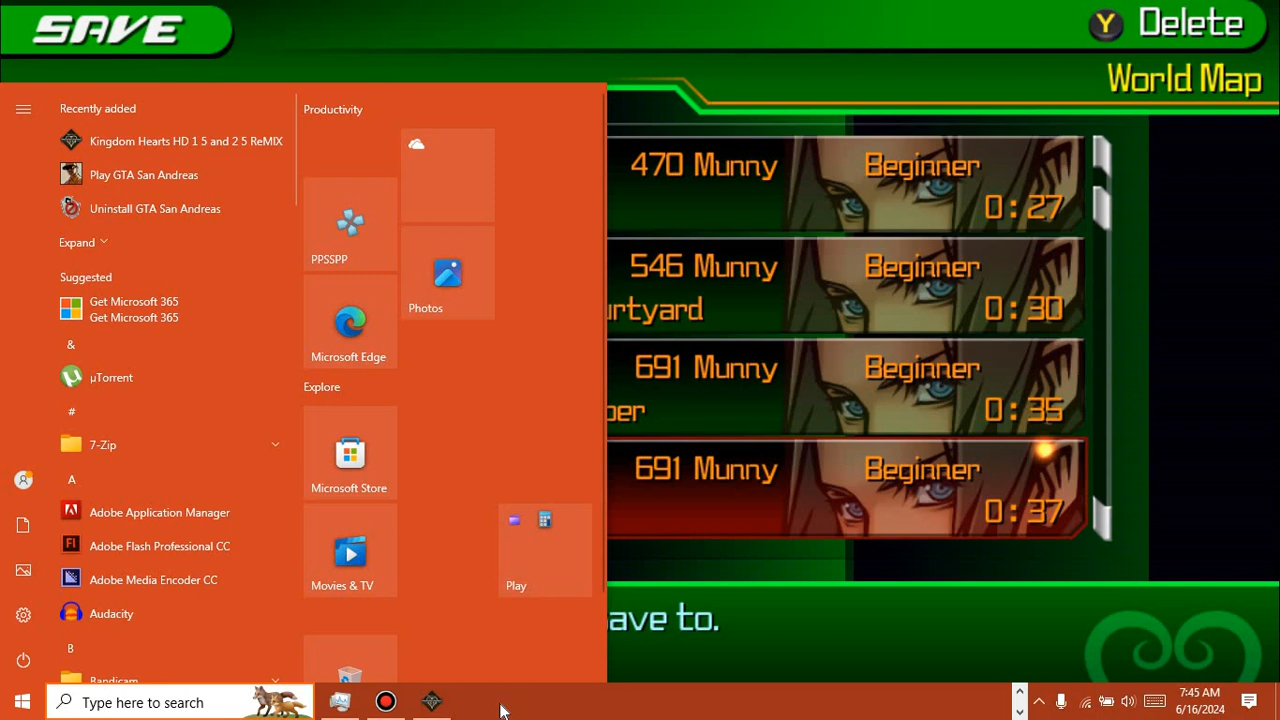 SAVE
Y Delete
World Map
Recently added
Kingdom Hearts HD 1 5 and 2 5 ReMIX
Play GTA San Andreas
Uninstall GTA San Andreas
Expand
Suggested
Get Microsoft 365
Get Microsoft 365
&
µTorrent
#
7-Zip
A
Adobe Application Manager
Adobe Flash Professional CC
Adobe Media Encoder CC
Audacity
B
Bandicam
Productivity
PPSSPP
Photos
Microsoft Edge
Explore
Microsoft Store
Movies & TV
Play
470 Munny Beginner
0:27
546 Munny Beginner
urtyard 0:30
691 Munny Beginner
ber 0:35
691 Munny Beginner
0:37
ave to.
Type here to search
7:45 AM
6/16/2024